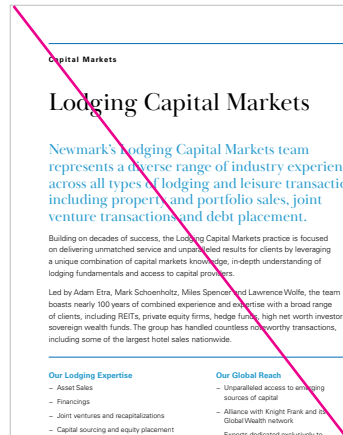 Capital Markets
Lodging Capital Markets
Newmark's Lodging Capital Markets team
represents a diverse range of industry experien
across all types of lodging and leisure transactio
including property and portfolio sales, joint
venture transactions and debt placement.
Building on decades of success, the Lodging Capital Markets practice is focused
on delivering unmatched service and unparalleled results for clients by leveraging
a unique combination of capital markets knowledge, in-depth understanding of
lodging fundamentals and access to capital providers.
Led by Adam Etra, Mark Schoenholtz, Miles Spencer and Lawrence Wolfe, the team
boasts nearly 100 years of combined experience and expertise with a broad range
of clients, including REITs, private equity firms, hedge funds, high net worth investor
sovereign wealth funds. The group has handled countless noteworthy transactions,
including some of the largest hotel sales nationwide.
Our Lodging Expertise
– Asset Sales
– Financings
– Joint ventures and recapitalizations
– Capital sourcing and equity placement
Our Global Reach
– Unparalleled access to emerging
sources of capital
– Alliance with Knight Frank and its
Global Wealth network
– Experts dedicated exclusively to